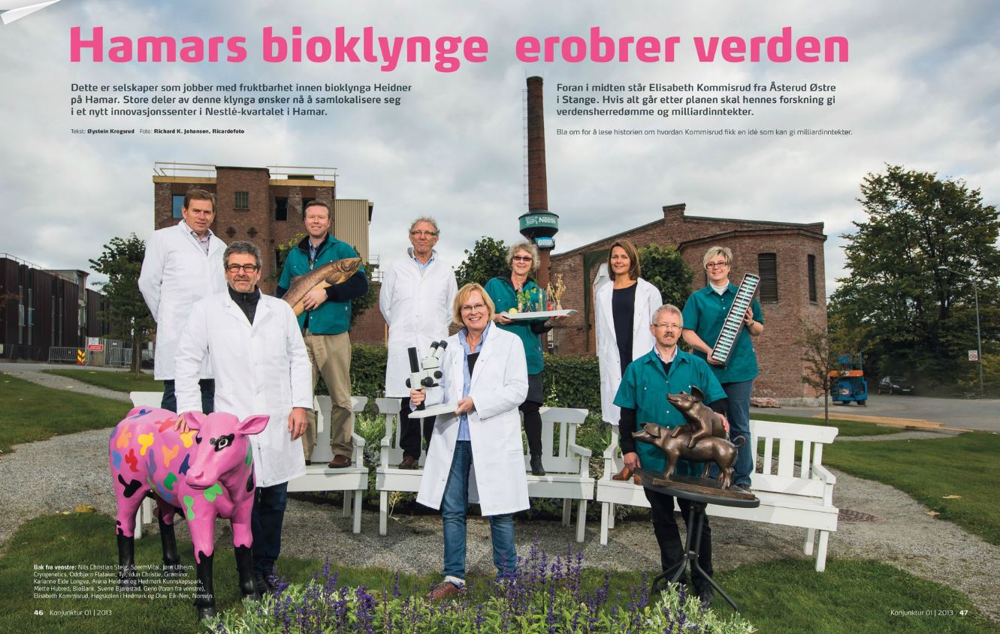 Hamars bioklynge erobrer verden
Dette er selskaper som jobber med fruktbarhet innen bioklynga Heidner
på Hamar. Store deler av denne klynga ønsker nå å samlokalisere seg
i et nytt innovasjonssenter i Nestlé-kvartalet i Hamar.
Tekst: Øystein Krogsrud Foto: Richard K. Johansen, Ricardofoto
Foran i midten står Elisabeth Kommisrud fra Åsterud Østre
i Stange. Hvis alt går etter planen skal hennes forskning gi
verdensherredømme og milliardinntekter.
Bla om for å lese historien om hvordan Kommisrud fikk en idé som kan gi milliardinntekter.
Nestlé
Bak fra venstre: Nils Christian Steig, SpermVital, Jørn Ulheim,
Cryogenetics, Oddbjørn Flataker, Tyr, Idun Christie, Graminor,
Karianne Eide Longva, Arena Heidner og Hedmark Kunnskapspark,
Mette Hubred, BioBank, Sverre Bjørnstad, Geno (foran fra venstre),
Elisabeth Kommisrud, Høgskolen i Hedmark og Olav Eik-Nes, Norsvin.
46 Konjunktur 01 | 2013
Konjunktur 01 | 2013 47